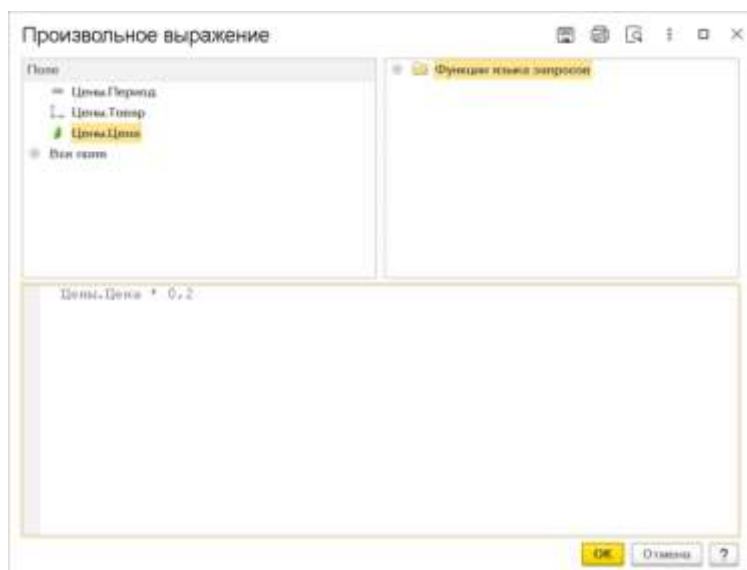 Произвольное выражение
Поле
Функции языка запросов
Цены.Период
Цены.Товар
Цены.Цена
Все поля
Цены.Цена * 0.2
ОК
Отмена
?